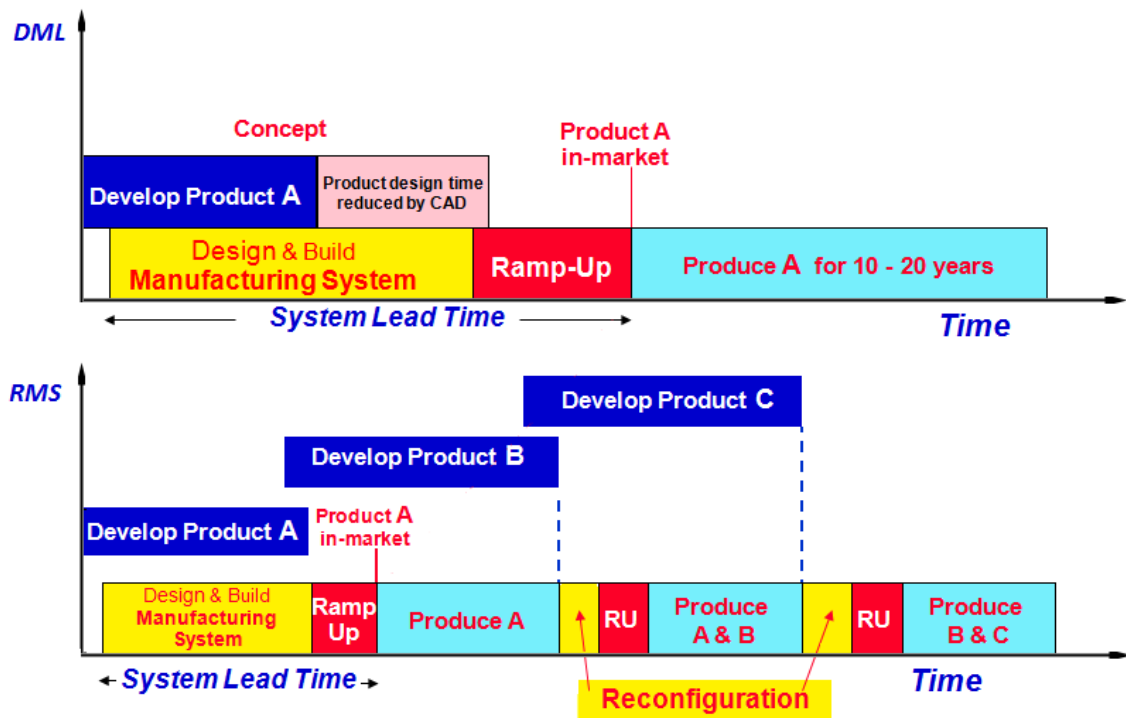 DML
Concept
Product A
in-market
Develop Product A
Product design time
reduced by CAD
Design & Build
Manufacturing System
Ramp-Up
Produce A for 10 - 20 years
System Lead Time
Time
RMS
Develop Product C
Develop Product B
Develop Product A
Product A
in-market
Design & Build
Manufacturing
System
Ramp
Up
Produce A
RU
Produce
A & B
RU
Produce
B & C
System Lead Time
Reconfiguration
Time